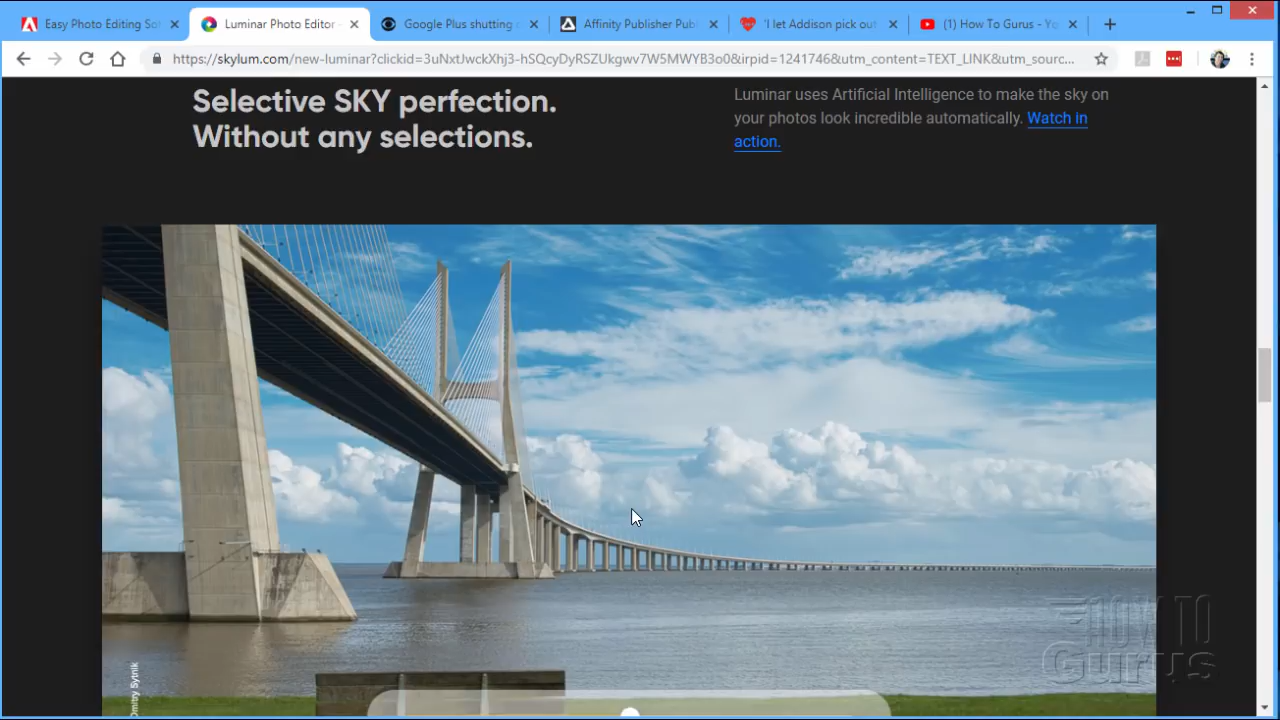 Easy Photo Editing Sof
Luminar Photo Editor -
Google Plus shutting
Affinity Publisher Pub
'I let Addison pick out
(1) How To Gurus - Yo
https://skylum.com/new-luminar?clickid=3uNxtJwckXhj3-hSQcyDyRSZUkgwv7W5MWYB3o0&irpid=1241746&utm_content=TEXT_LINK&utm_sourc...
Selective SKY perfection.
Without any selections.
Luminar uses Artificial Intelligence to make the sky on
your photos look incredible automatically. Watch in
action.
Dmitry Sytnik
HOW TO
Gurus